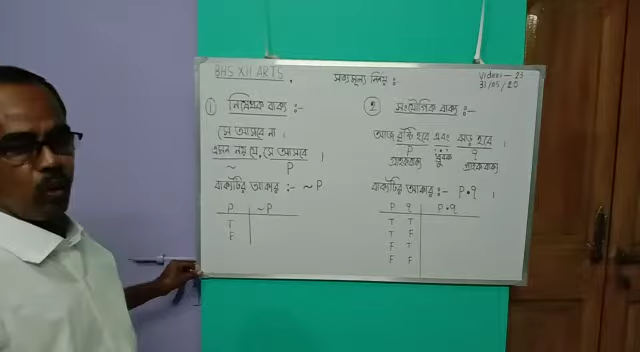 BHS XII ARTS.
সত্যমূল্য নির্ণয় :
Video - 23
31/05/20
① নিষেধক বাক্য :-
সে আসবে না ।
এমন নয় যে, সে আসবে ।
~ P
বাক্যটির আকার :- ~ P
P ~P
T
F
② সংযৌগিক বাক্য :-
আজ বৃষ্টি হবে এবং ঝড় হবে ।
P q
বাক্যটির আকার :- P • q ।
P q P • q
T T
T F
F T
F F